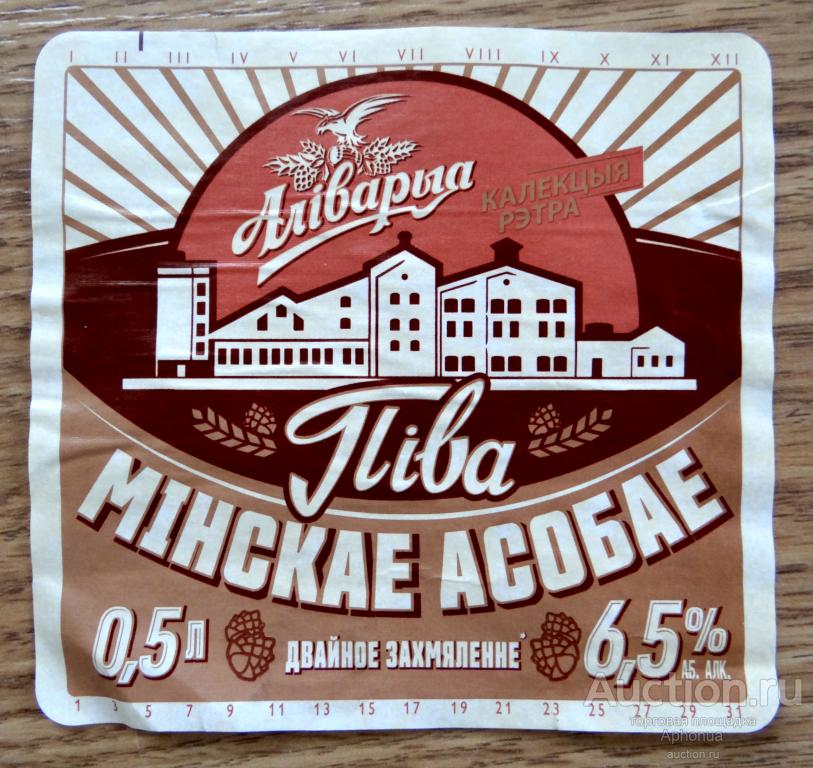 I II III IV V VI VII VIII IX X XI XII
Аліварыа
КАЛЕКЦЫЯ
РЭТРА
Піва
МІНСКАЕ АСОБАЕ
0,5 Л
ДВАЙНОЕ ЗАХМЯЛЕННЕ*
6,5%
АБ. АЛК.
1 3 5 7 9 11 13 15 17 19 21 23 25 27 29 31
Auction.ru
торговая площадка
Aphonua
auction.ru